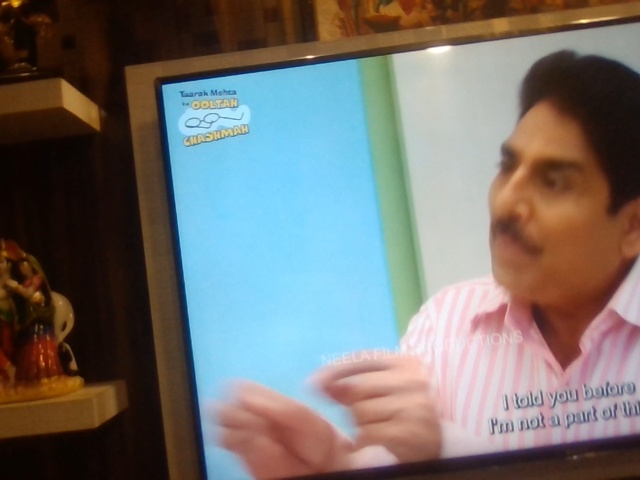 Taarak Mehta
ka OOLTAH
CHASHMAH
NEELA FILM PRODUCTIONS
I told you before
I'm not a part of